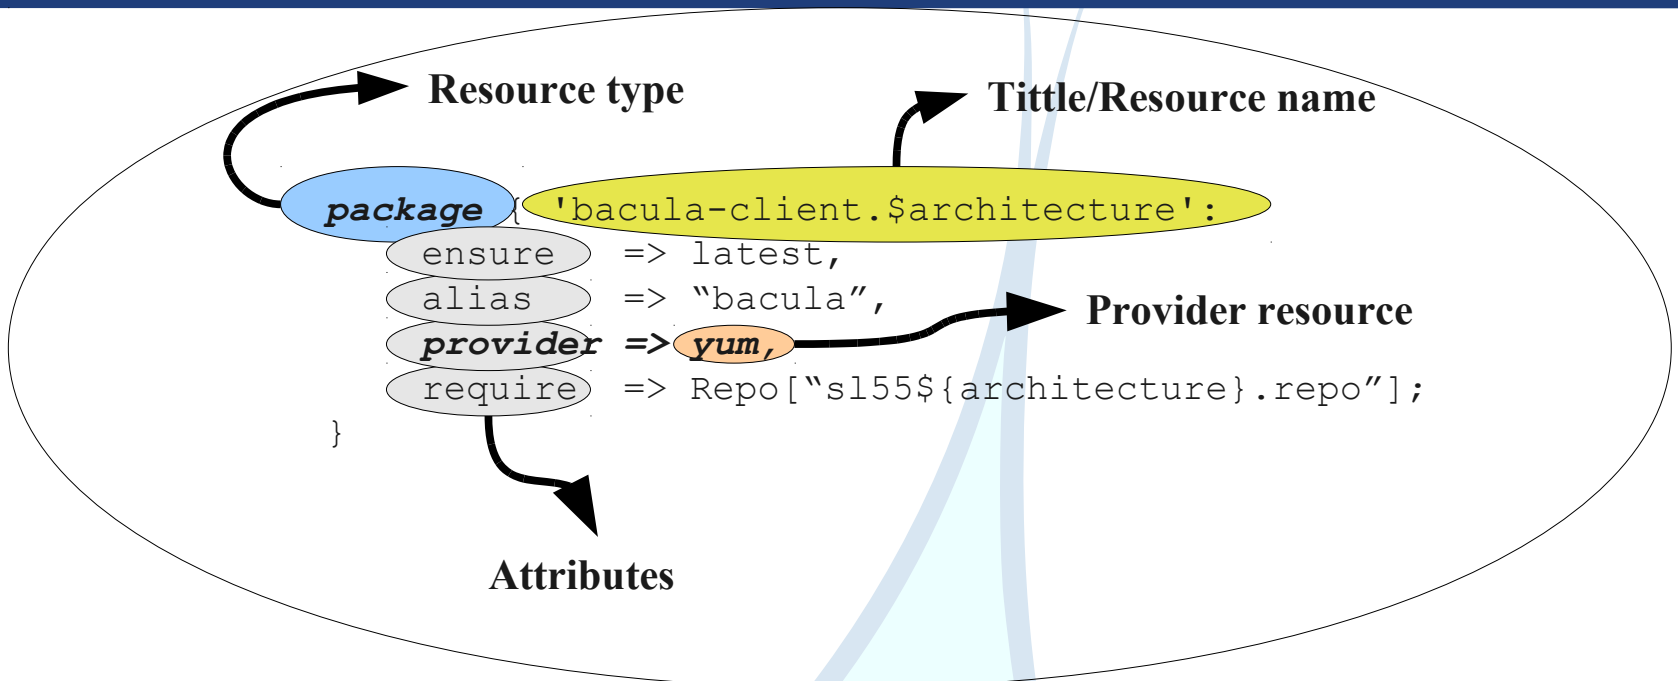 Resource type
Tittle/Resource name
package { 'bacula-client.$architecture':
ensure => latest,
alias => “bacula”,
Provider resource
provider => yum,
require => Repo[“sl55${architecture}.repo”];
}
Attributes